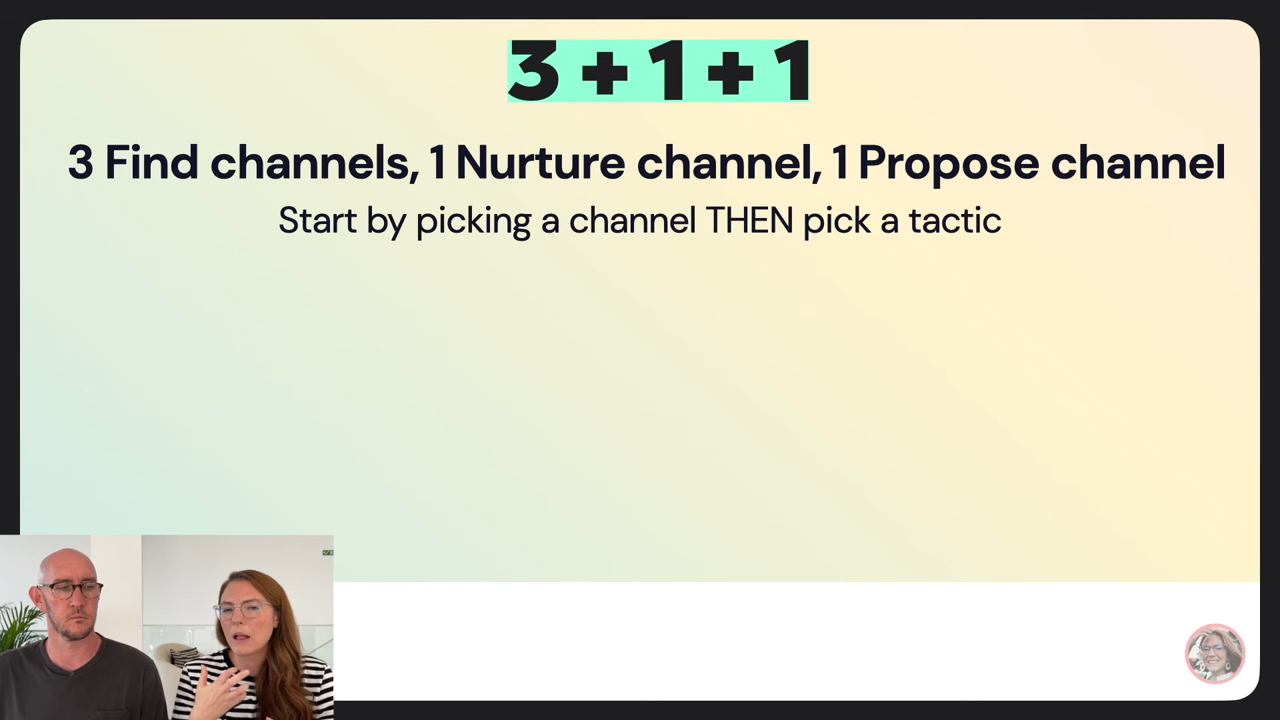 3 + 1 + 1
3 Find channels, 1 Nurture channel, 1 Propose channel
Start by picking a channel THEN pick a tactic